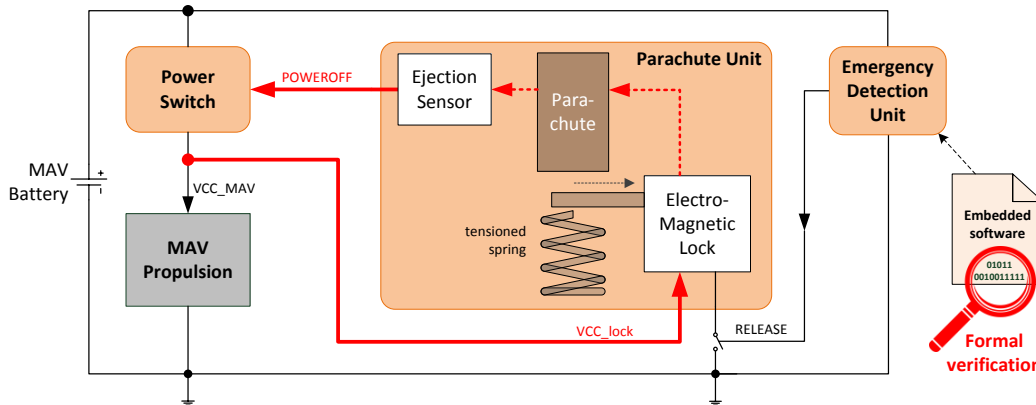 Power
Switch
POWEROFF
Ejection
Sensor
Parachute Unit
Para-
chute
Emergency
Detection
Unit
MAV
Battery
+
-
VCC_MAV
MAV
Propulsion
tensioned
spring
Electro-
Magnetic
Lock
VCC_lock
RELEASE
Embedded
software
01011
0010011111
Formal
verification